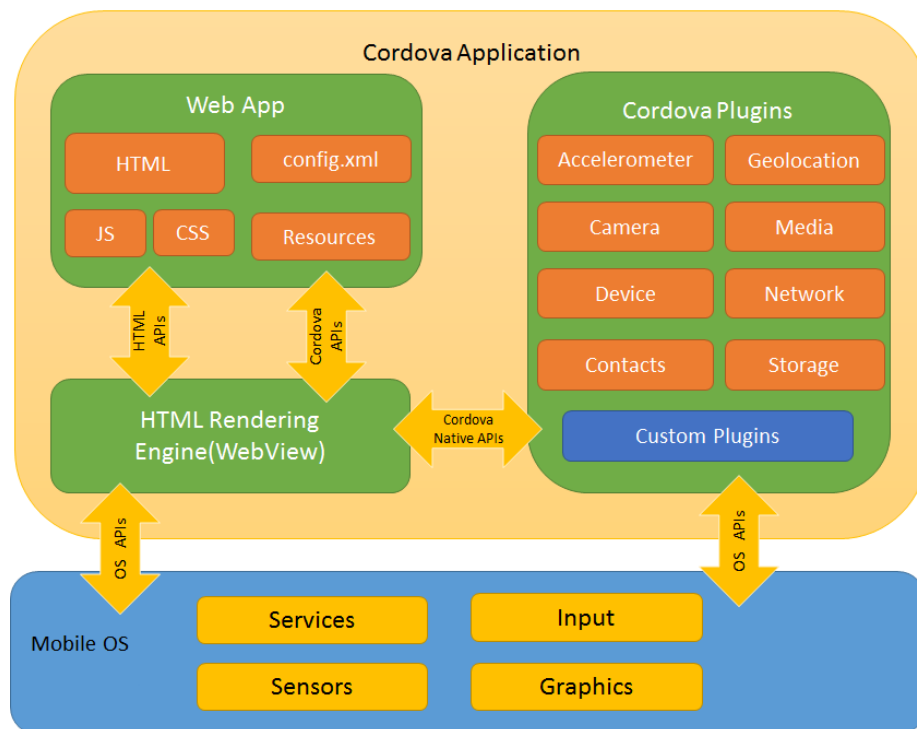 Cordova Application
Web App
HTML
config.xml
JS
CSS
Resources
HTML
APIs
Cordova
APIs
HTML Rendering
Engine(WebView)
Cordova
Native APIs
Cordova Plugins
Accelerometer
Geolocation
Camera
Media
Device
Network
Contacts
Storage
Custom Plugins
OS APIs
OS APIs
Mobile OS
Services
Input
Sensors
Graphics